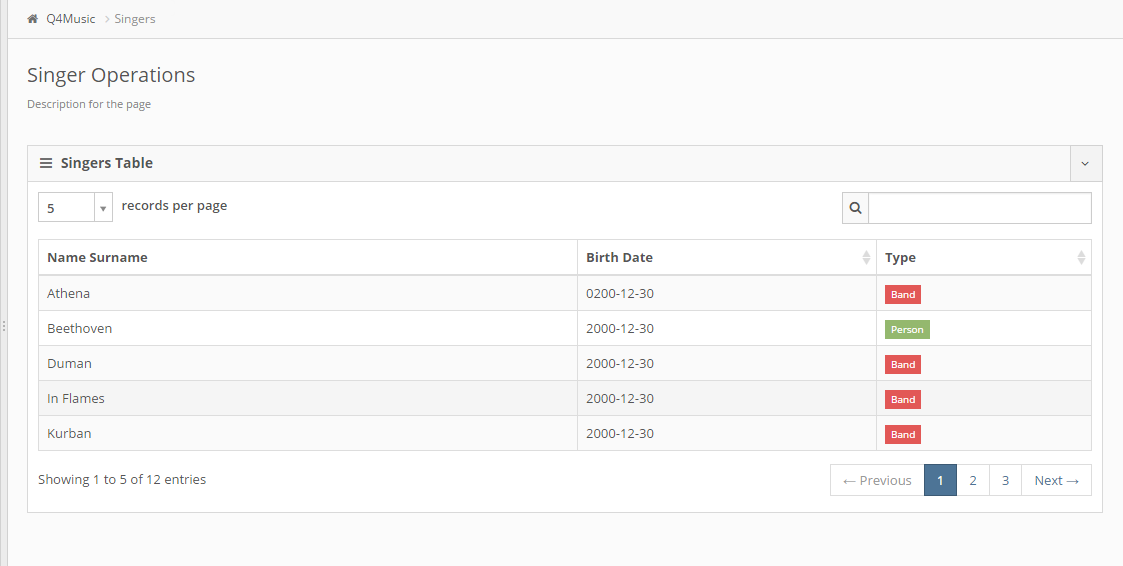 Q4Music Singers
Singer Operations
Description for the page
Singers Table
5 records per page
Name Surname Birth Date Type
Athena 0200-12-30 Band
Beethoven 2000-12-30 Person
Duman 2000-12-30 Band
In Flames 2000-12-30 Band
Kurban 2000-12-30 Band
Showing 1 to 5 of 12 entries ← Previous 1 2 3 Next →